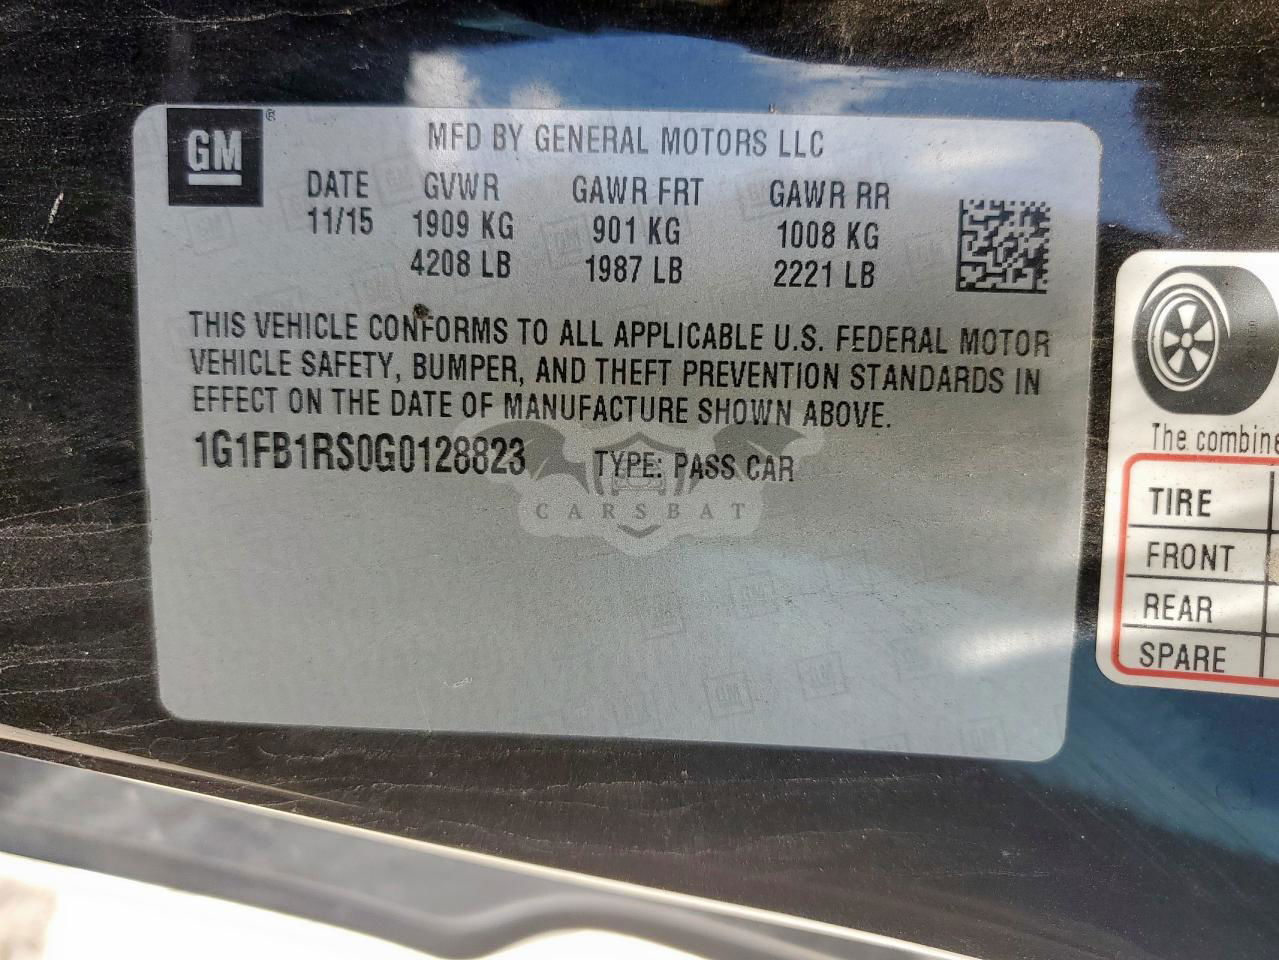 GM®
MFD BY GENERAL MOTORS LLC
DATE GVWR GAWR FRT GAWR RR
11/15 1909 KG 901 KG 1008 KG
4208 LB 1987 LB 2221 LB
THIS VEHICLE CONFORMS TO ALL APPLICABLE U.S. FEDERAL MOTOR
VEHICLE SAFETY, BUMPER, AND THEFT PREVENTION STANDARDS IN
EFFECT ON THE DATE OF MANUFACTURE SHOWN ABOVE.
1G1FB1RS0G0128823 TYPE: PASS CAR
CARSBAT
The combine
TIRE
FRONT
REAR
SPARE